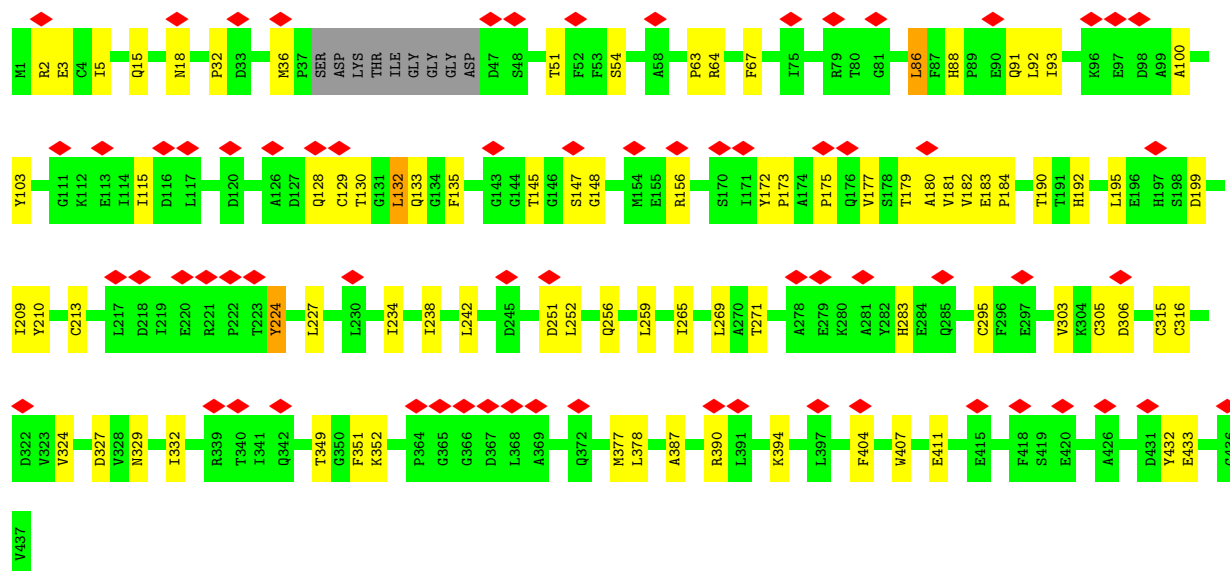 M1 R2 E3 C4 I5 Q15 N18 P32 D33 M36 P37 SER ASP LYS THR ILE GLY GLY GLY ASP D47 S48 T51 F52 F53 S54 A58 P63 R64 F67 I75 R79 T80 G81 L86 F87 H88 P89 E90 Q91 L92 I93 K96 E97 D98 A99 A100
Y103 G111 K112 E113 I114 I115 D116 L117 D120 A126 D127 Q128 C129 T130 G131 L132 Q133 G134 F135 G143 G144 T145 G146 S147 G148 M154 E155 R156 S170 I171 Y172 P173 A174 P175 Q176 V177 S178 T179 A180 V181 V182 E183 P184 T190 T191 H192 L195 E196 H197 S198 D199
I209 Y210 C213 L217 D218 I219 E220 R221 P222 T223 Y224 L227 L230 I234 I238 L242 D245 D251 L252 Q256 L259 I265 L269 A270 T271 A278 E279 K280 A281 Y282 H283 E284 Q285 C295 F296 E297 V303 K304 C305 D306 C315 C316
D322 V323 V324 D327 V328 N329 I332 R339 T340 I341 Q342 T349 G350 F351 K352 P364 G365 G366 D367 L368 A369 Q372 M377 L378 A387 R390 L391 K394 L397 F404 W407 E411 E415 F418 S419 E420 A426 D431 Y432 E433
V437